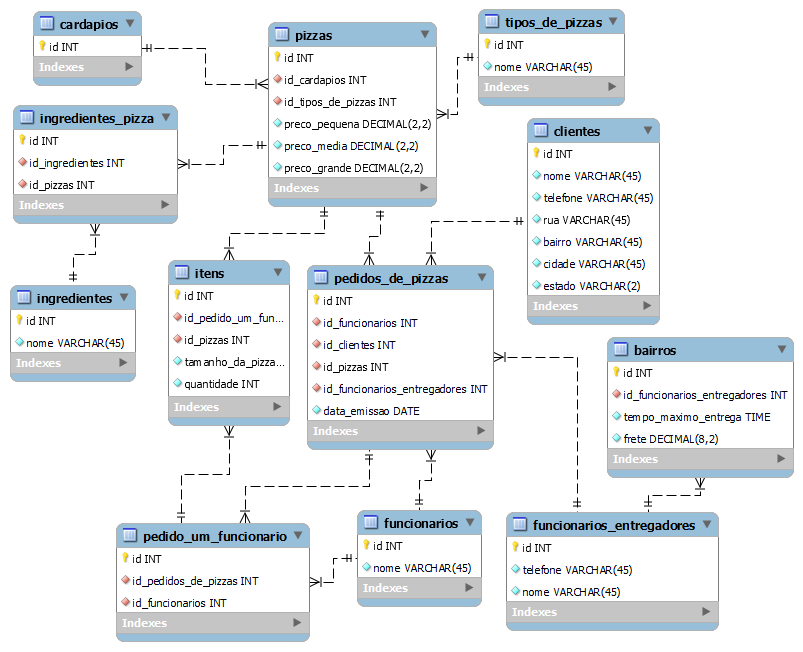 cardapios
id INT
Indexes
pizzas
id INT
id_cardapios INT
id_tipos_de_pizzas INT
preco_pequena DECIMAL(2,2)
preco_media DECIMAL(2,2)
preco_grande DECIMAL(2,2)
Indexes
tipos_de_pizzas
id INT
nome VARCHAR(45)
Indexes
ingredientes_pizza
id INT
id_ingredientes INT
id_pizzas INT
Indexes
clientes
id INT
nome VARCHAR(45)
telefone VARCHAR(45)
rua VARCHAR(45)
bairro VARCHAR(45)
cidade VARCHAR(45)
estado VARCHAR(2)
Indexes
ingredientes
id INT
nome VARCHAR(45)
Indexes
itens
id INT
id_pedido_um_fun...
id_pizzas INT
tamanho_da_pizza...
quantidade INT
Indexes
pedidos_de_pizzas
id INT
id_funcionarios INT
id_clientes INT
id_pizzas INT
id_funcionarios_entregadores INT
data_emissao DATE
Indexes
bairros
id INT
id_funcionarios_entregadores INT
tempo_maximo_entrega TIME
frete DECIMAL(8,2)
Indexes
pedido_um_funcionario
id INT
id_pedidos_de_pizzas INT
id_funcionarios INT
Indexes
funcionarios
id INT
nome VARCHAR(45)
Indexes
funcionarios_entregadores
id INT
telefone VARCHAR(45)
nome VARCHAR(45)
Indexes